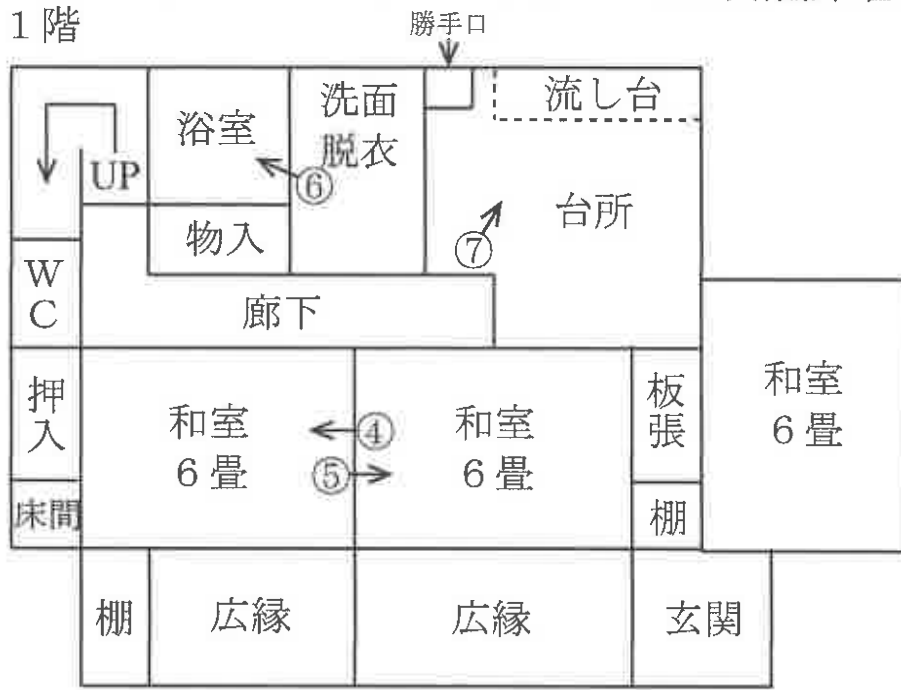 1階
勝手口
浴室
洗面
脱衣
流し台
UP
⑥
台所
物入
⑦
WC
廊下
押入
和室
6畳
④
⑤
和室
6畳
板張
和室
6畳
床間
棚
棚
広縁
広縁
玄関